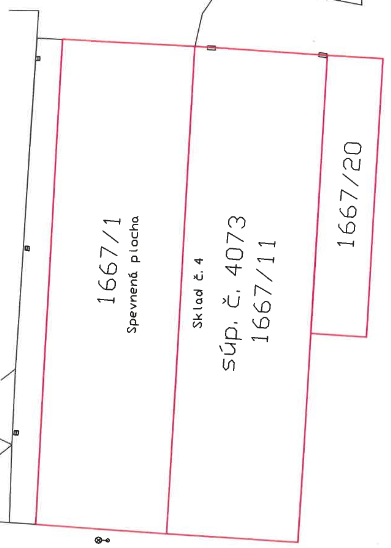 1667/1
Spevnená plocha
Sklad č. 4
súp. č. 4073
1667/11
1667/20